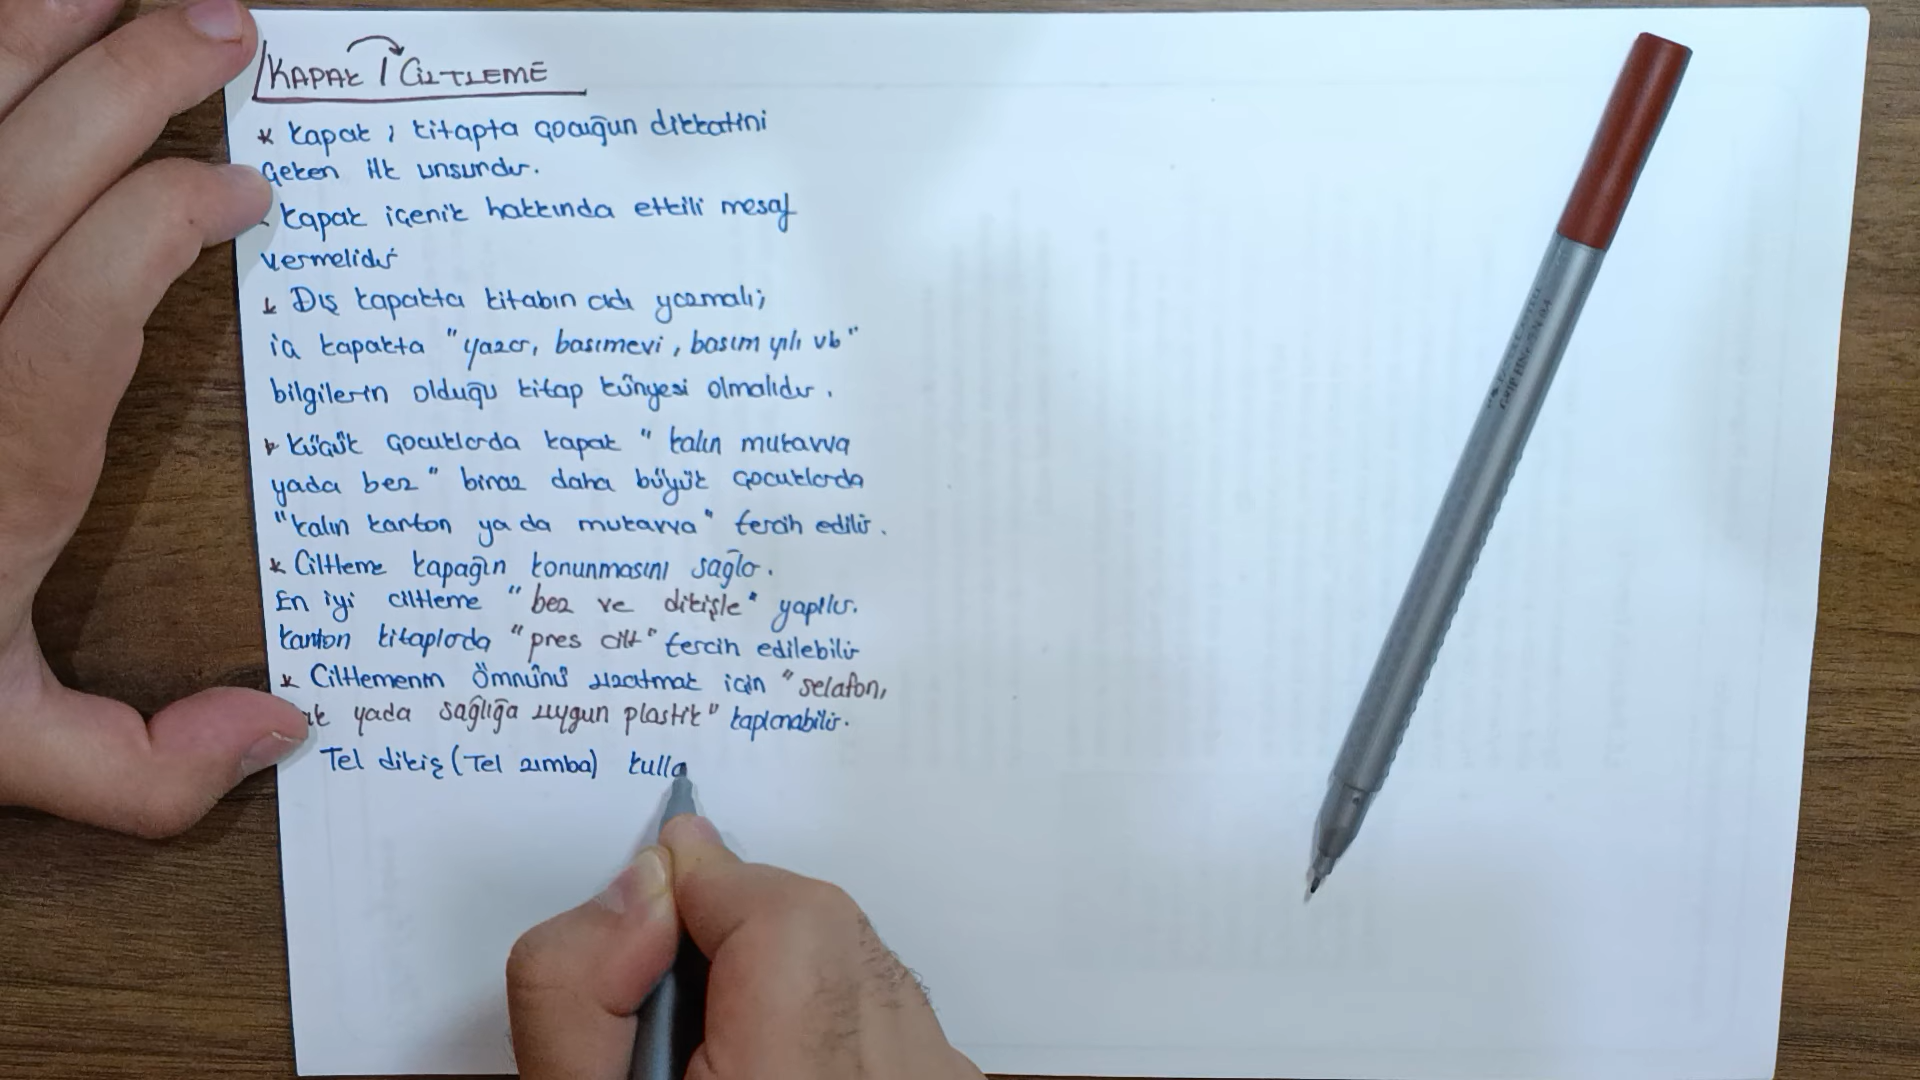 KAPAK / CİLTLEME
* Kapak ; kitapta çocuğun dikkatini
çeken ilk unsurdur.
Kapak içerik hakkında etkili mesaj
vermelidir
* Dış kapakta kitabın adı yazmalı;
iç kapakta "yazar, basımevi, basım yılı vb"
bilgilerin olduğu kitap künyesi olmalıdır.
* Küçük çocuklarda kapak "kalın mukavva
yada bez" biraz daha büyük çocuklarda
"kalın karton ya da mukavva" tercih edilir.
* Ciltleme kapağın korunmasını sağlar.
En iyi ciltleme "bez ve dikişle" yapılır.
Karton kitaplarda "pres cilt" tercih edilebilir
* Ciltlemenin ömrünü uzatmak için "selafon,
yada sağlığa uygun plastik" kaplanabilir.
Tel dikiş (Tel zımba) kulla